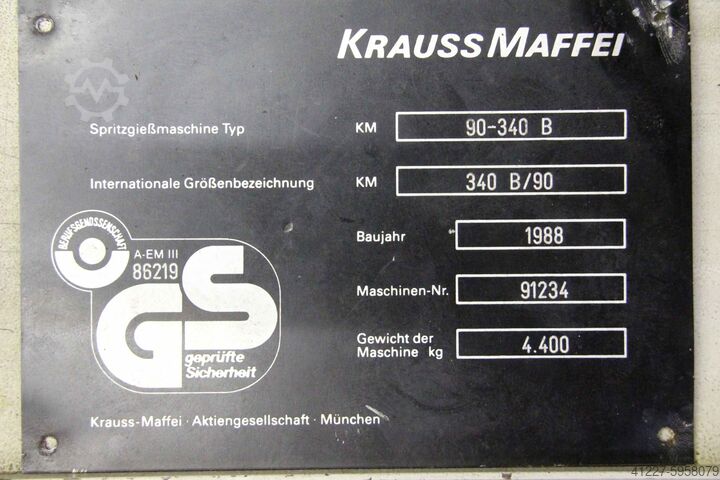 KRAUSS MAFFEI
Spritzgießmaschine Typ KM 90-340 B
Internationale Größenbezeichnung KM 340 B/90
Baujahr 1988
Maschinen-Nr. 91234
Gewicht der
Maschine kg 4.400
BERUFSGENOSSENSCHAFT
A-EM III
86219
GS
geprüfte
Sicherheit
Krauss-Maffei · Aktiengesellschaft · München
41227-5958079